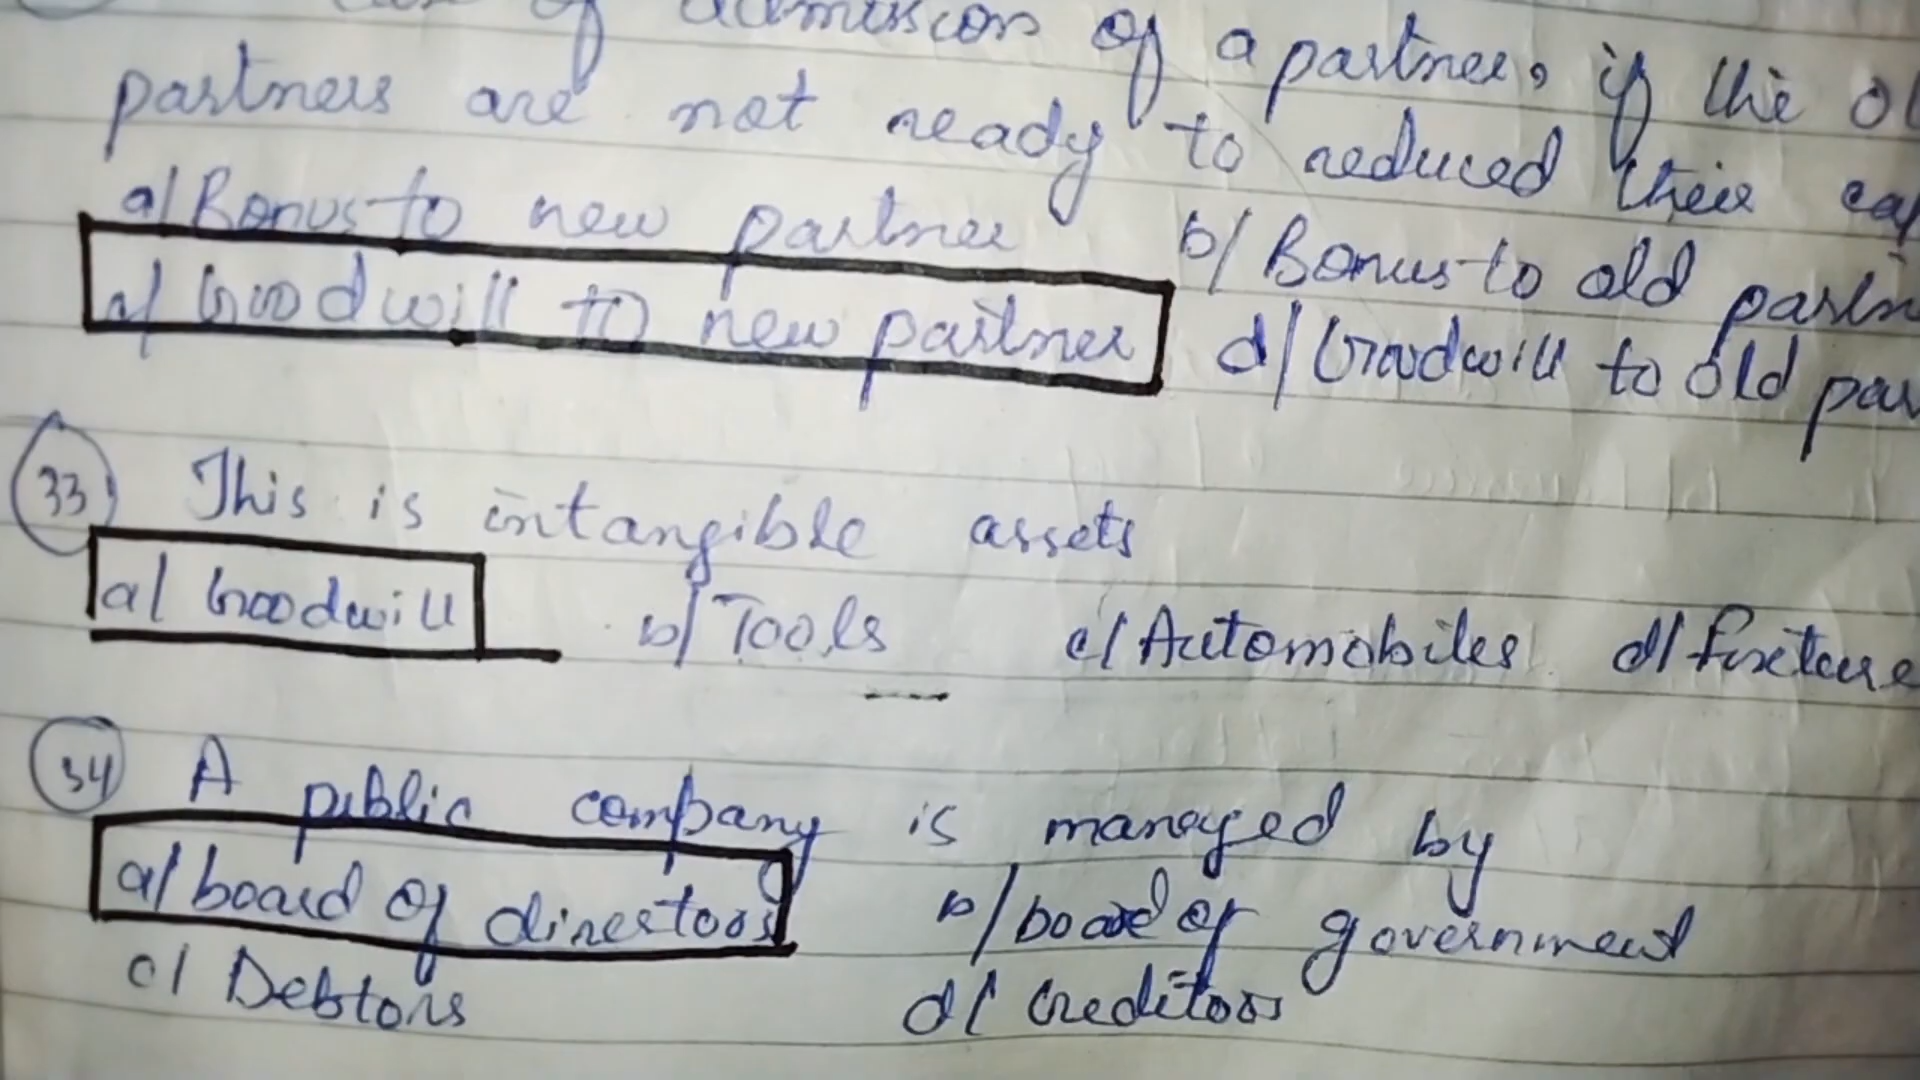 of admission of a partner, if the ol
partners are not ready to reduced their cap
a/ Bonus to new partner b/ Bonus to old partn
c/ Goodwill to new partner d/ Goodwill to old par
33 This is intangible assets
a/ Goodwill b/ Tools c/ Automobiles d/ fixture
34 A public company is managed by
a/ board of directors b/ board of government
c/ Debtors d/ creditors